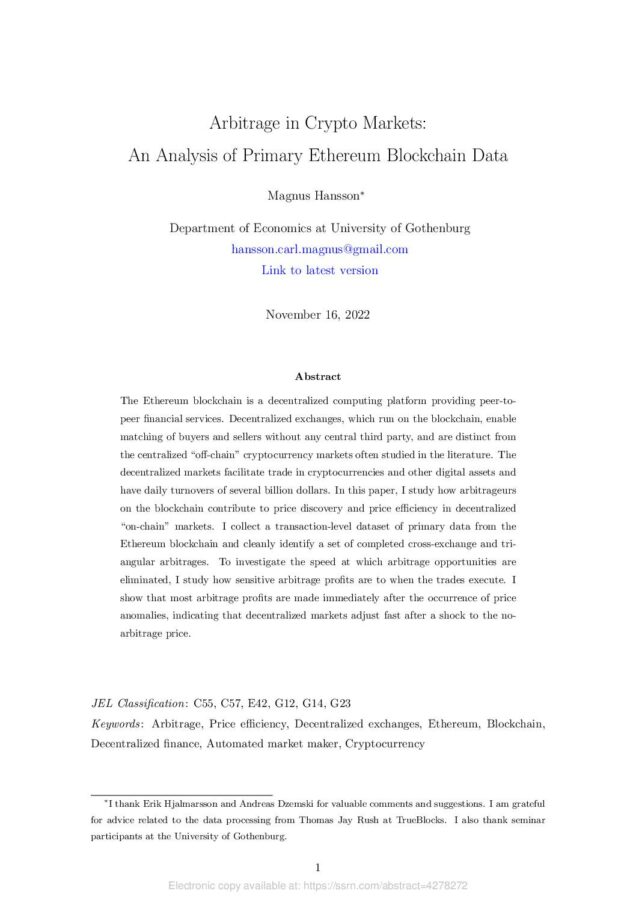 Arbitrage in Crypto Markets:
An Analysis of Primary Ethereum Blockchain Data
Magnus Hansson*
Department of Economics at University of Gothenburg
hansson.carl.magnus@gmail.com
Link to latest version
November 16, 2022
Abstract
The Ethereum blockchain is a decentralized computing platform providing peer-to-
peer financial services. Decentralized exchanges, which run on the blockchain, enable
matching of buyers and sellers without any central third party, and are distinct from
the centralized “off-chain” cryptocurrency markets often studied in the literature. The
decentralized markets facilitate trade in cryptocurrencies and other digital assets and
have daily turnovers of several billion dollars. In this paper, I study how arbitrageurs
on the blockchain contribute to price discovery and price efficiency in decentralized
“on-chain” markets. I collect a transaction-level dataset of primary data from the
Ethereum blockchain and cleanly identify a set of completed cross-exchange and tri-
angular arbitrages. To investigate the speed at which arbitrage opportunities are
eliminated, I study how sensitive arbitrage profits are to when the trades execute. I
show that most arbitrage profits are made immediately after the occurrence of price
anomalies, indicating that decentralized markets adjust fast after a shock to the no-
arbitrage price.
JEL Classification: C55, C57, E42, G12, G14, G23
Keywords: Arbitrage, Price efficiency, Decentralized exchanges, Ethereum, Blockchain,
Decentralized finance, Automated market maker, Cryptocurrency
*I thank Erik Hjalmarsson and Andreas Dzemski for valuable comments and suggestions. I am grateful
for advice related to the data processing from Thomas Jay Rush at TrueBlocks. I also thank seminar
participants at the University of Gothenburg.
1
Electronic copy available at: https://ssrn.com/abstract=4278272